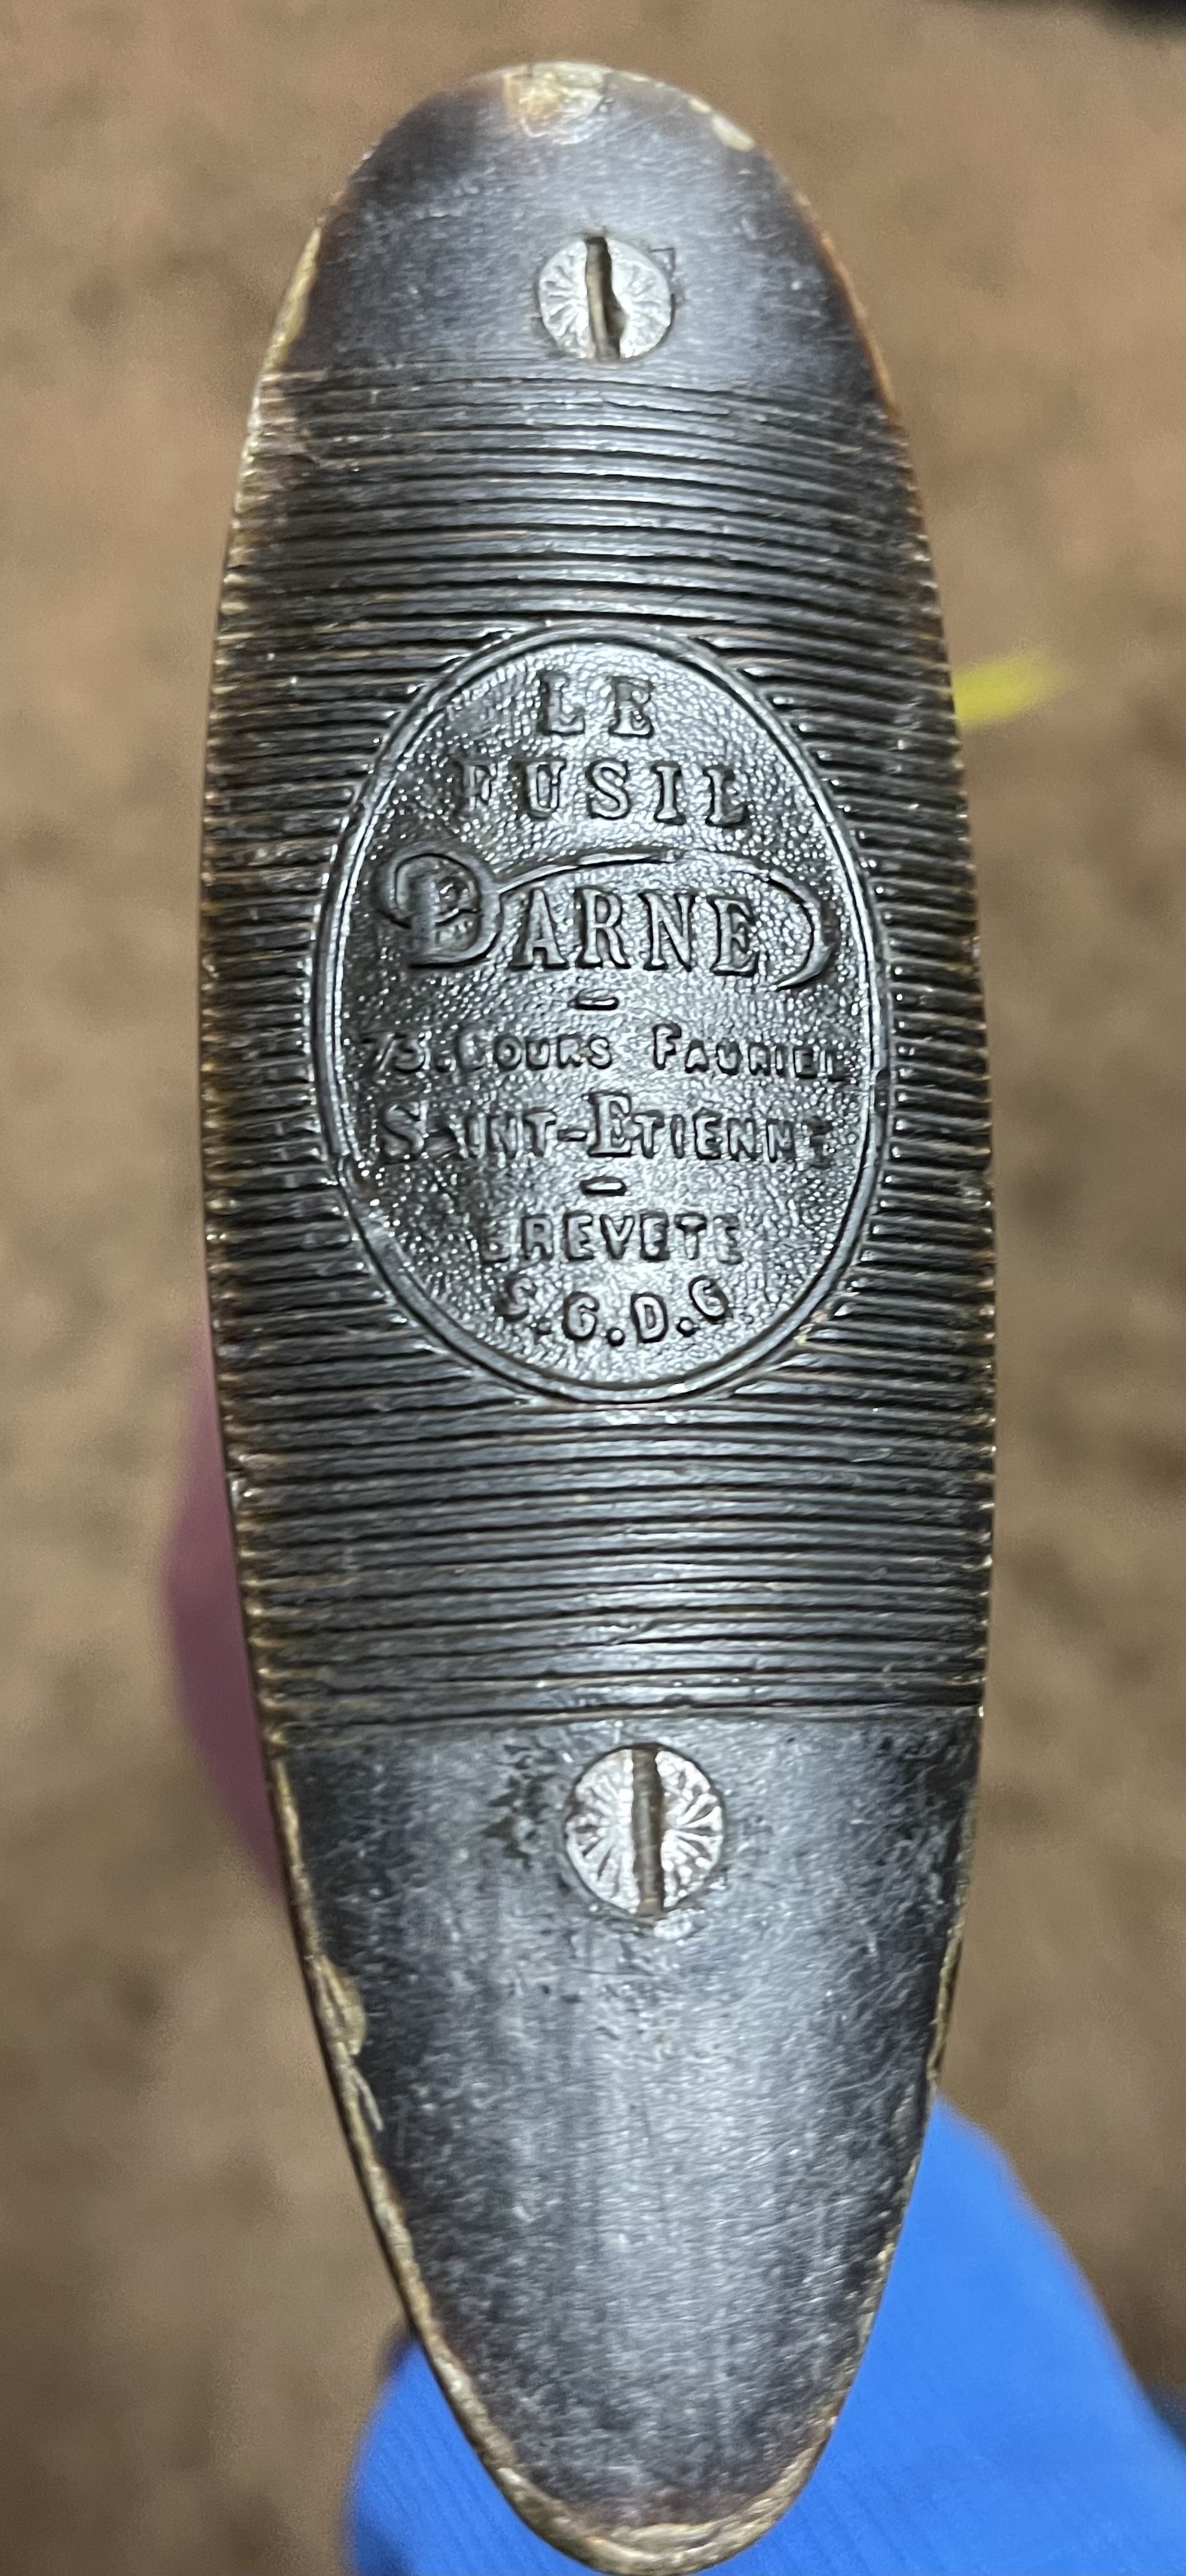 LE
FUSIL
DARNE
73. COURS FAURIEL
SAINT-ETIENNE
BREVETE
S.G.D.G.